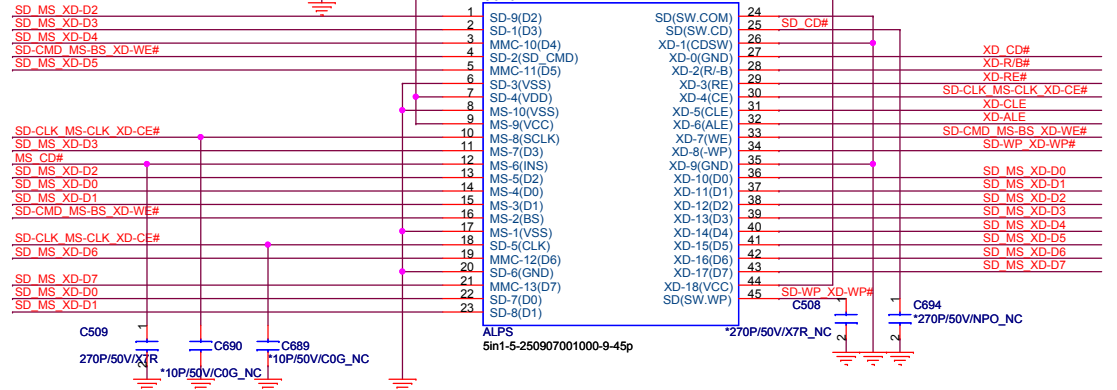 SD_MS_XD-D2 1 SD-9(D2) SD(SW.COM) 24
SD_MS_XD-D3 2 SD-1(D3) SD(SW.CD) 25 SD_CD#
SD_MS_XD-D4 3 MMC-10(D4) XD-1(CDSW) 26
SD-CMD_MS-BS_XD-WE# 4 SD-2(SD_CMD) XD-0(GND) 27 XD_CD#
SD_MS_XD-D5 5 MMC-11(D5) XD-2(R/-B) 28 XD-R/B#
6 SD-3(VSS) XD-3(RE) 29 XD-RE#
7 SD-4(VDD) XD-4(CE) 30 SD-CLK_MS-CLK_XD-CE#
8 MS-10(VSS) XD-5(CLE) 31 XD-CLE
9 MS-9(VCC) XD-6(ALE) 32 XD-ALE
SD-CLK_MS-CLK_XD-CE# 10 MS-8(SCLK) XD-7(WE) 33 SD-CMD_MS-BS_XD-WE#
SD_MS_XD-D3 11 MS-7(D3) XD-8(-WP) 34 SD-WP_XD-WP#
MS_CD# 12 MS-6(INS) XD-9(GND) 35
SD_MS_XD-D2 13 MS-5(D2) XD-10(D0) 36 SD_MS_XD-D0
SD_MS_XD-D0 14 MS-4(D0) XD-11(D1) 37 SD_MS_XD-D1
SD_MS_XD-D1 15 MS-3(D1) XD-12(D2) 38 SD_MS_XD-D2
SD-CMD_MS-BS_XD-WE# 16 MS-2(BS) XD-13(D3) 39 SD_MS_XD-D3
17 MS-1(VSS) XD-14(D4) 40 SD_MS_XD-D4
SD-CLK_MS-CLK_XD-CE# 18 SD-5(CLK) XD-15(D5) 41 SD_MS_XD-D5
SD_MS_XD-D6 19 MMC-12(D6) XD-16(D6) 42 SD_MS_XD-D6
20 SD-6(GND) XD-17(D7) 43 SD_MS_XD-D7
SD_MS_XD-D7 21 MMC-13(D7) XD-18(VCC) 44
SD_MS_XD-D0 22 SD-7(D0) SD(SW.WP) 45 SD-WP_XD-WP#
SD_MS_XD-D1 23 SD-8(D1)
C509 1 2
270P/50V/X7R
C690
*10P/50V/C0G_NC
C689
*10P/50V/C0G_NC
ALPS
5in1-5-250907001000-9-45p
C508 1 2
*270P/50V/X7R_NC
C694 1 2
*270P/50V/NPO_NC